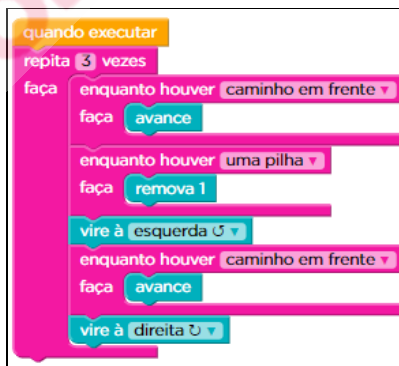 quando executar
repita 3 vezes
faça enquanto houver caminho em frente
faça avance
enquanto houver uma pilha
faça remova 1
vire à esquerda ↺
enquanto houver caminho em frente
faça avance
vire à direita ↻